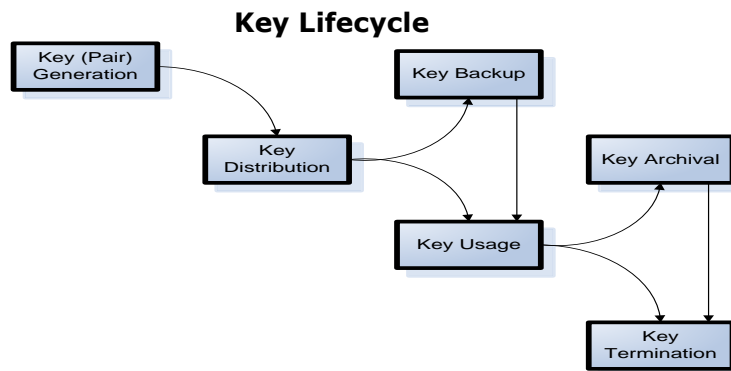 Key Lifecycle
Key (Pair)
Generation
Key Backup
Key
Distribution
Key Archival
Key Usage
Key
Termination